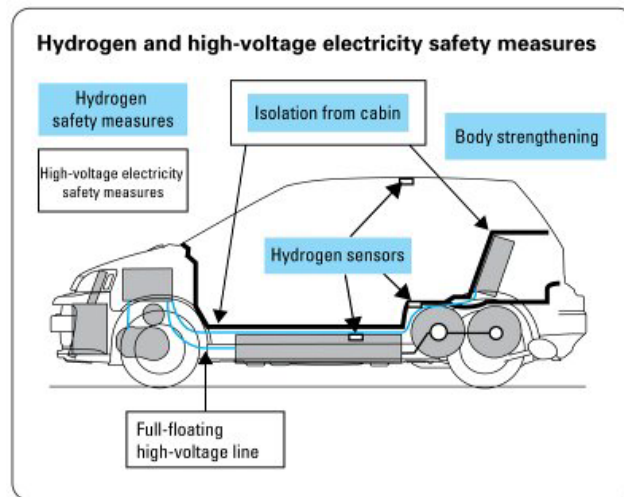 Hydrogen and high-voltage electricity safety measures
Hydrogen
safety measures
Isolation from cabin
Body strengthening
High-voltage electricity
safety measures
Hydrogen sensors
Full-floating
high-voltage line